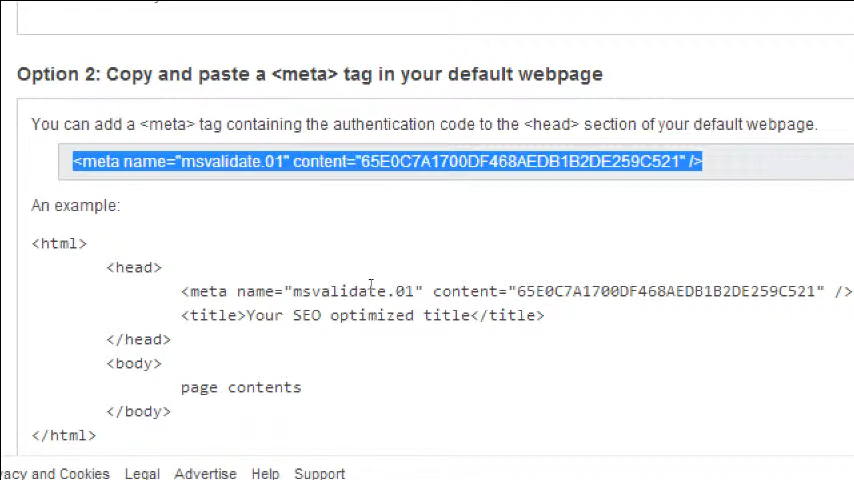 Option 2: Copy and paste a <meta> tag in your default webpage
You can add a <meta> tag containing the authentication code to the <head> section of your default webpage.
<meta name="msvalidate.01" content="65E0C7A1700DF468AEDB1B2DE259C521" />
An example:
<html>
<head>
<meta name="msvalidate.01" content="65E0C7A1700DF468AEDB1B2DE259C521" />
<title>Your SEO optimized title</title>
</head>
<body>
page contents
</body>
</html>
and Cookies Legal Advertise Help Support